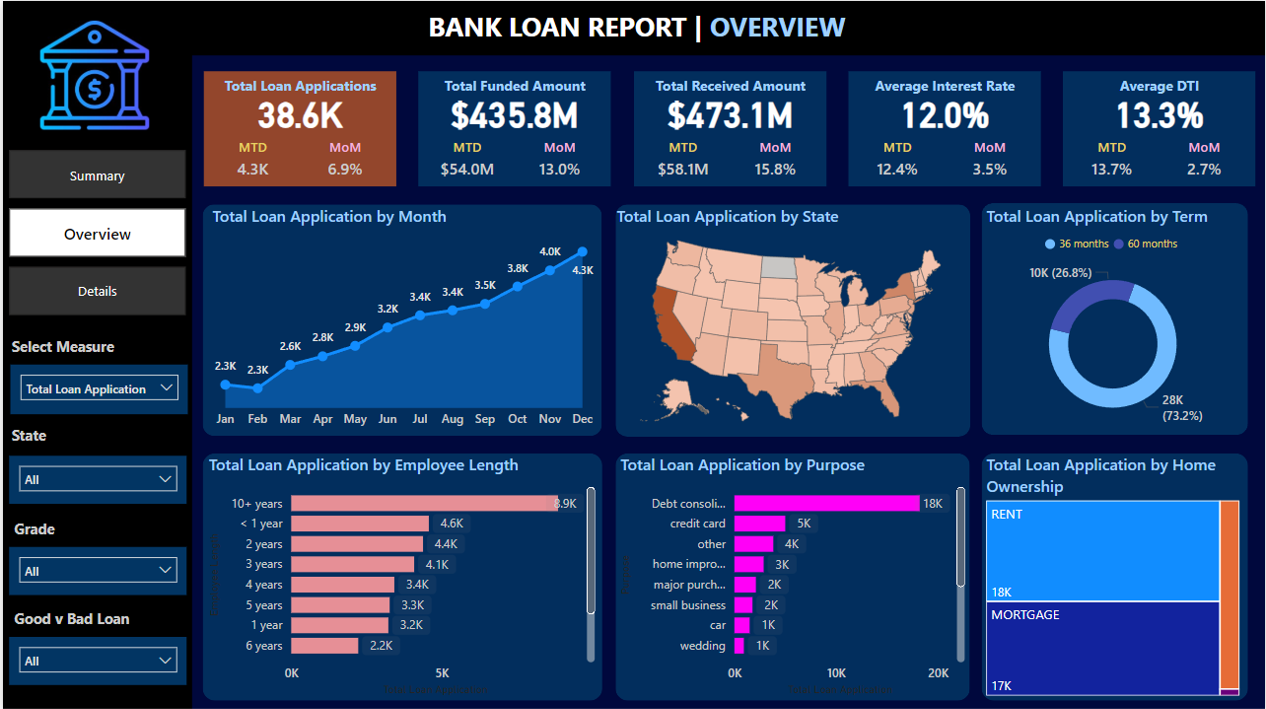 BANK LOAN REPORT | OVERVIEW
$
Summary
Overview
Details
Select Measure
Total Loan Application
State
All
Grade
All
Good v Bad Loan
All
Total Loan Applications
38.6K
MTD MoM
4.3K 6.9%
Total Funded Amount
$435.8M
MTD MoM
$54.0M 13.0%
Total Received Amount
$473.1M
MTD MoM
$58.1M 15.8%
Average Interest Rate
12.0%
MTD MoM
12.4% 3.5%
Average DTI
13.3%
MTD MoM
13.7% 2.7%
Total Loan Application by Month
2.3K 2.3K 2.6K 2.8K 2.9K 3.2K 3.4K 3.4K 3.5K 3.8K 4.0K 4.3K
Jan Feb Mar Apr May Jun Jul Aug Sep Oct Nov Dec
Total Loan Application by State
Total Loan Application by Term
36 months 60 months
10K (26.8%)
28K
(73.2%)
Total Loan Application by Employee Length
10+ years 8.9K
< 1 year 4.6K
2 years 4.4K
3 years 4.1K
4 years 3.4K
5 years 3.3K
1 year 3.2K
6 years 2.2K
0K 5K
Total Loan Application by Purpose
Debt consoli... 18K
credit card 5K
other 4K
home impro... 3K
major purch... 2K
small business 2K
car 1K
wedding 1K
0K 10K 20K
Total Loan Application by Home
Ownership
RENT
18K
MORTGAGE
17K